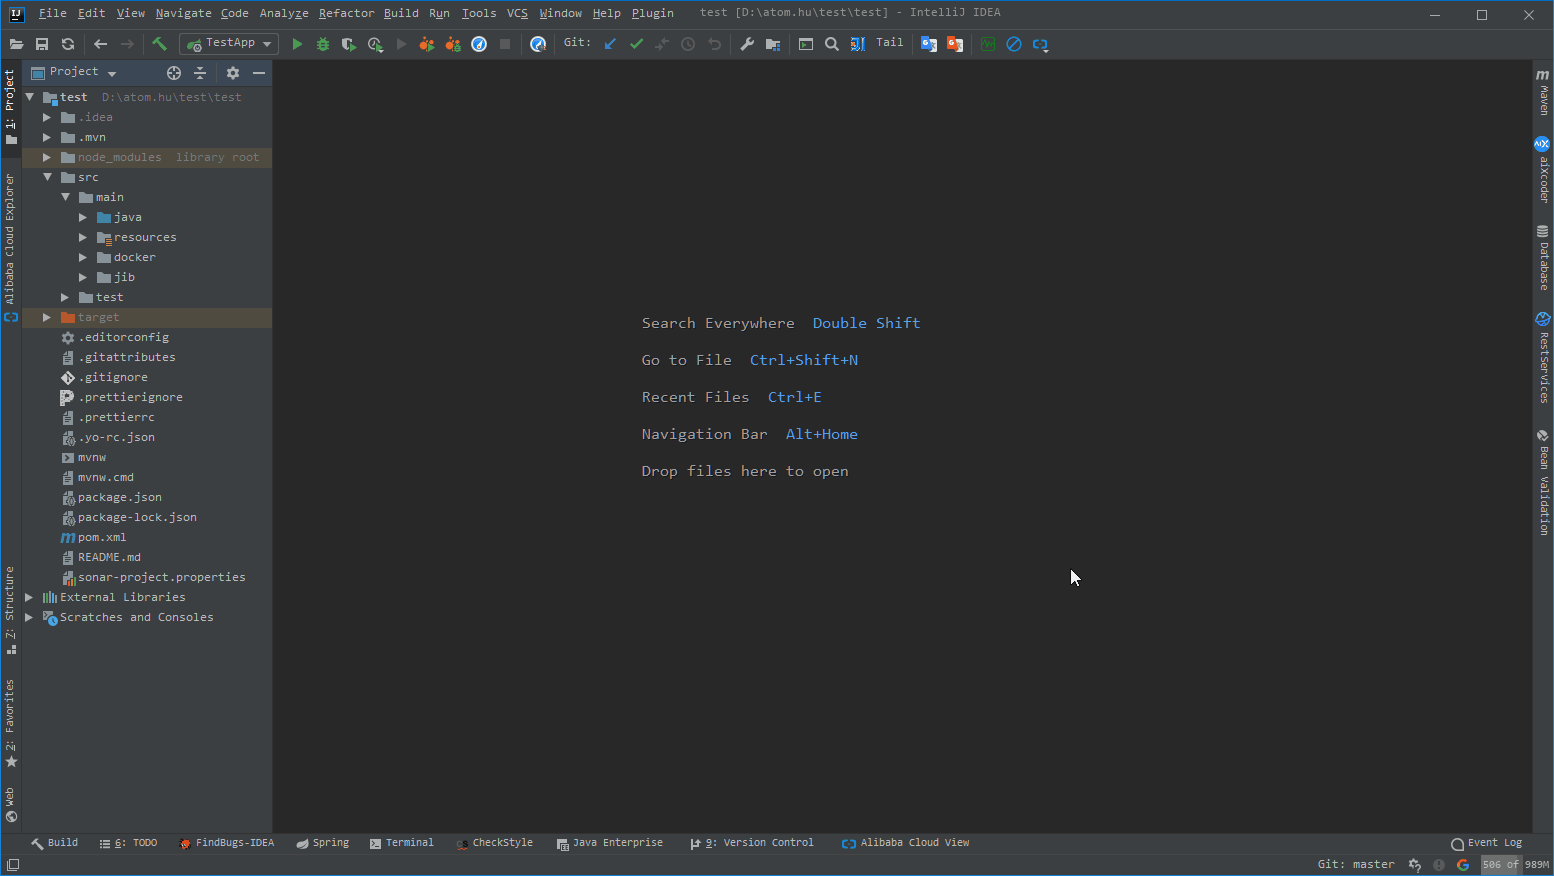 File Edit View Navigate Code Analyze Refactor Build Run Tools VCS Window Help Plugin test [D:\atom.hu\test\test] - IntelliJ IDEA
TestApp Git: Tail
Project
1: Project
Alibaba Cloud Explorer
7: Structure
2: Favorites
Web
test D:\atom.hu\test\test
.idea
.mvn
node_modules library root
src
main
java
resources
docker
jib
test
target
.editorconfig
.gitattributes
.gitignore
.prettierignore
.prettierrc
.yo-rc.json
mvnw
mvnw.cmd
package.json
package-lock.json
pom.xml
README.md
sonar-project.properties
External Libraries
Scratches and Consoles
Search Everywhere Double Shift
Go to File Ctrl+Shift+N
Recent Files Ctrl+E
Navigation Bar Alt+Home
Drop files here to open
Maven
aiXcoder
Database
RestServices
Bean Validation
Build 6: TODO FindBugs-IDEA Spring Terminal CheckStyle Java Enterprise 9: Version Control Alibaba Cloud View Event Log
Git: master 506 of 989M